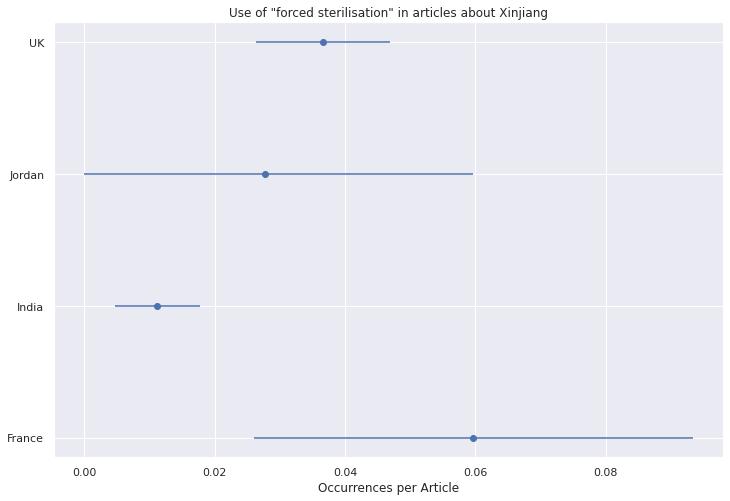 Use of "forced sterilisation" in articles about Xinjiang
UK
Jordan
India
France
0.00 0.02 0.04 0.06 0.08
Occurrences per Article